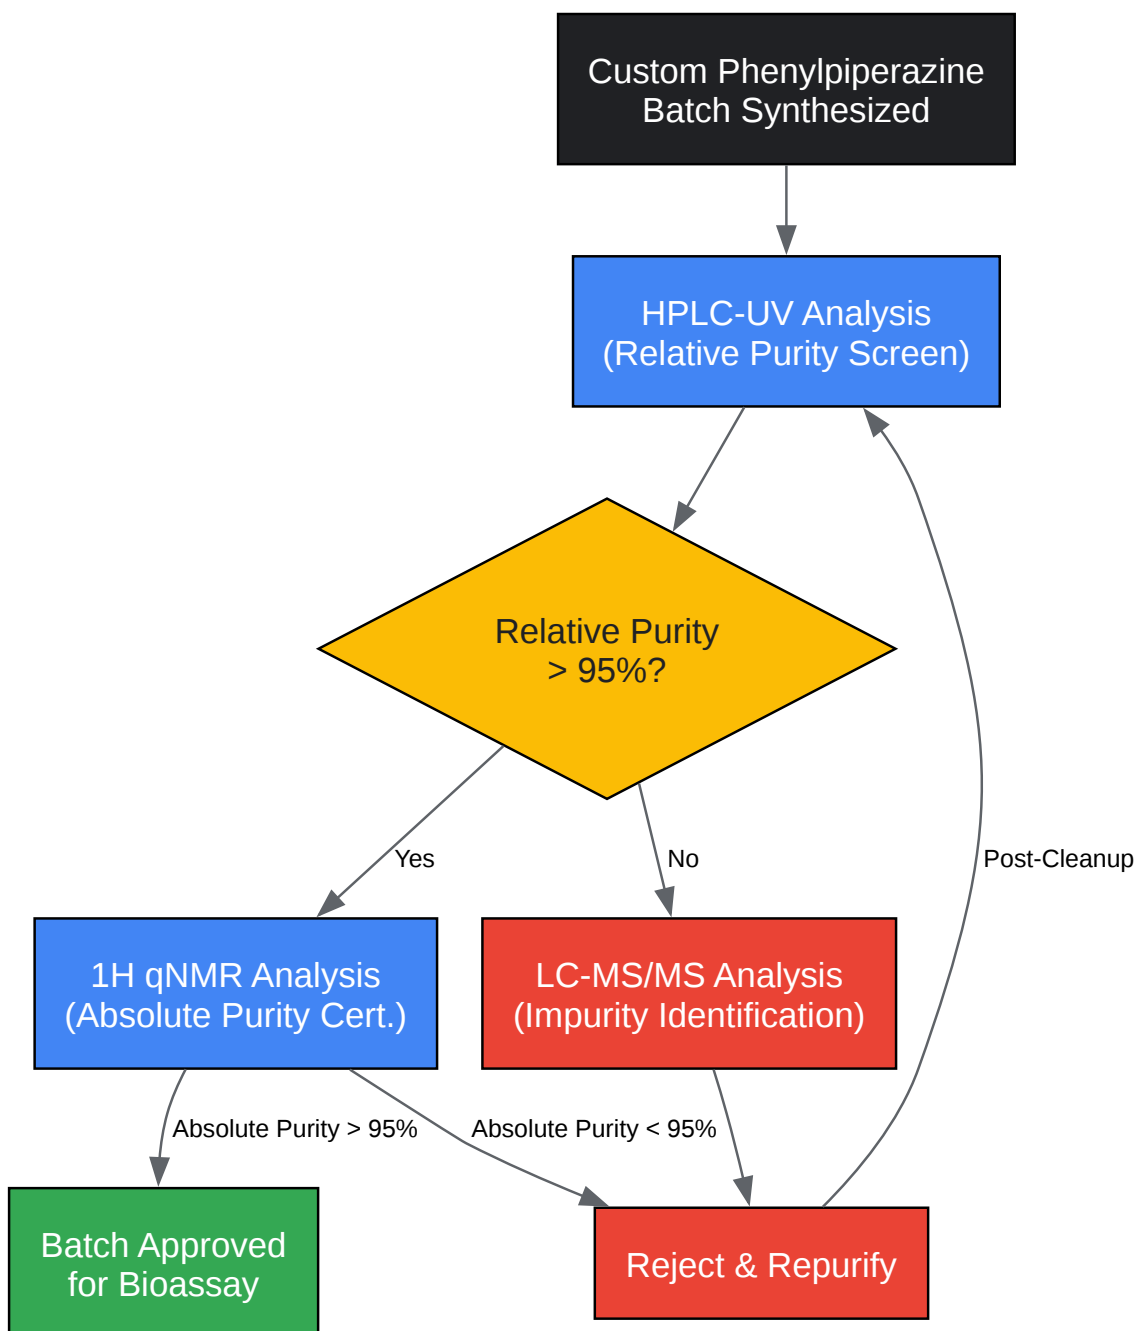 Custom Phenylpiperazine
Batch Synthesized
HPLC-UV Analysis
(Relative Purity Screen)
Relative Purity
> 95%?
Yes
No
Post-Cleanup
1H qNMR Analysis
(Absolute Purity Cert.)
LC-MS/MS Analysis
(Impurity Identification)
Absolute Purity > 95%
Absolute Purity < 95%
Batch Approved
for Bioassay
Reject & Repurify